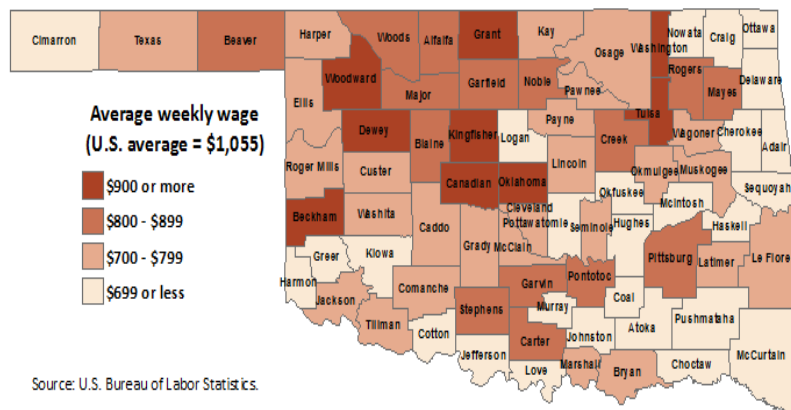 Cimarron
Texas
Beaver
Harper
Woods
Alfalfa
Grant
Kay
Osage
Washington
Nowata
Craig
Ottawa
Woodward
Major
Garfield
Noble
Pawnee
Rogers
Mayes
Delaware
Ellis
Average weekly wage
(U.S. average = $1,055)
Dewey
Blaine
Kingfisher
Logan
Payne
Creek
Tulsa
Wagoner
Cherokee
Adair
Roger Mills
Custer
Canadian
Oklahoma
Lincoln
Okmulgee
Muskogee
Sequoyah
$900 or more
$800 - $899
$700 - $799
$699 or less
Beckham
Washita
Caddo
Cleveland
Pottawatomie
Okfuskee
McIntosh
Haskell
Greer
Kiowa
Grady
McClain
Seminole
Hughes
Pittsburg
Latimer
Le Flore
Harmon
Jackson
Comanche
Garvin
Pontotoc
Coal
Tillman
Stephens
Murray
Atoka
Pushmataha
Cotton
Carter
Johnston
McCurtain
Jefferson
Love
Marshall
Bryan
Choctaw
Source: U.S. Bureau of Labor Statistics.